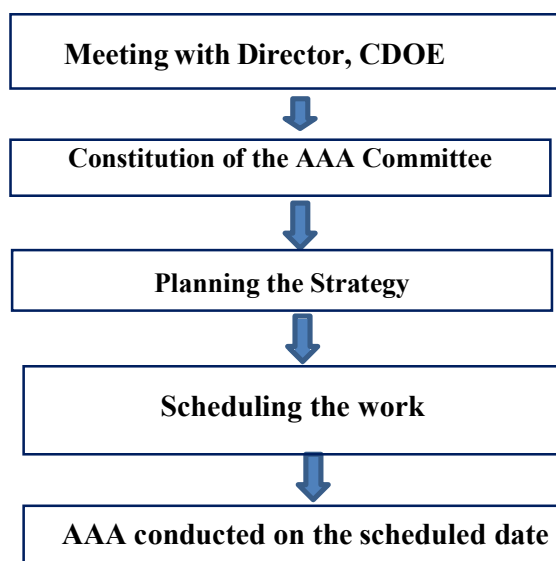 Meeting with Director, CDOE
Constitution of the AAA Committee
Planning the Strategy
Scheduling the work
AAA conducted on the scheduled date